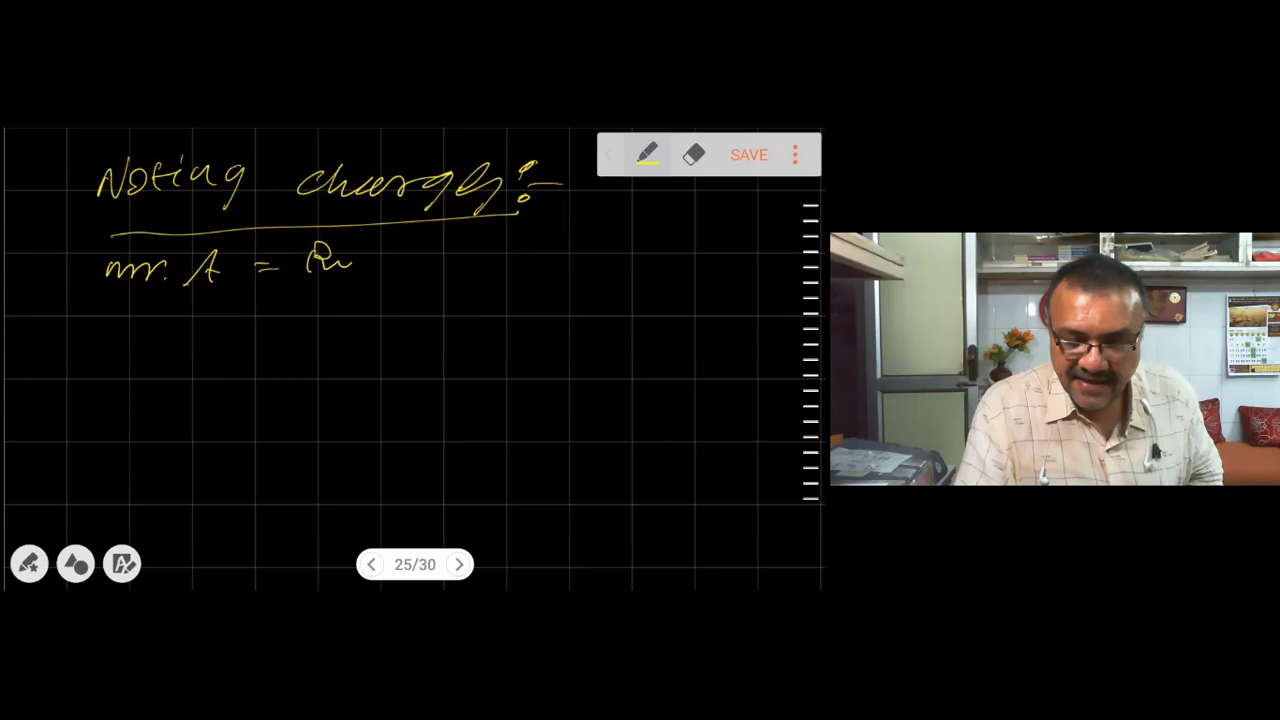 Noting charges:-
SAVE
mr. A = Rs
25/30